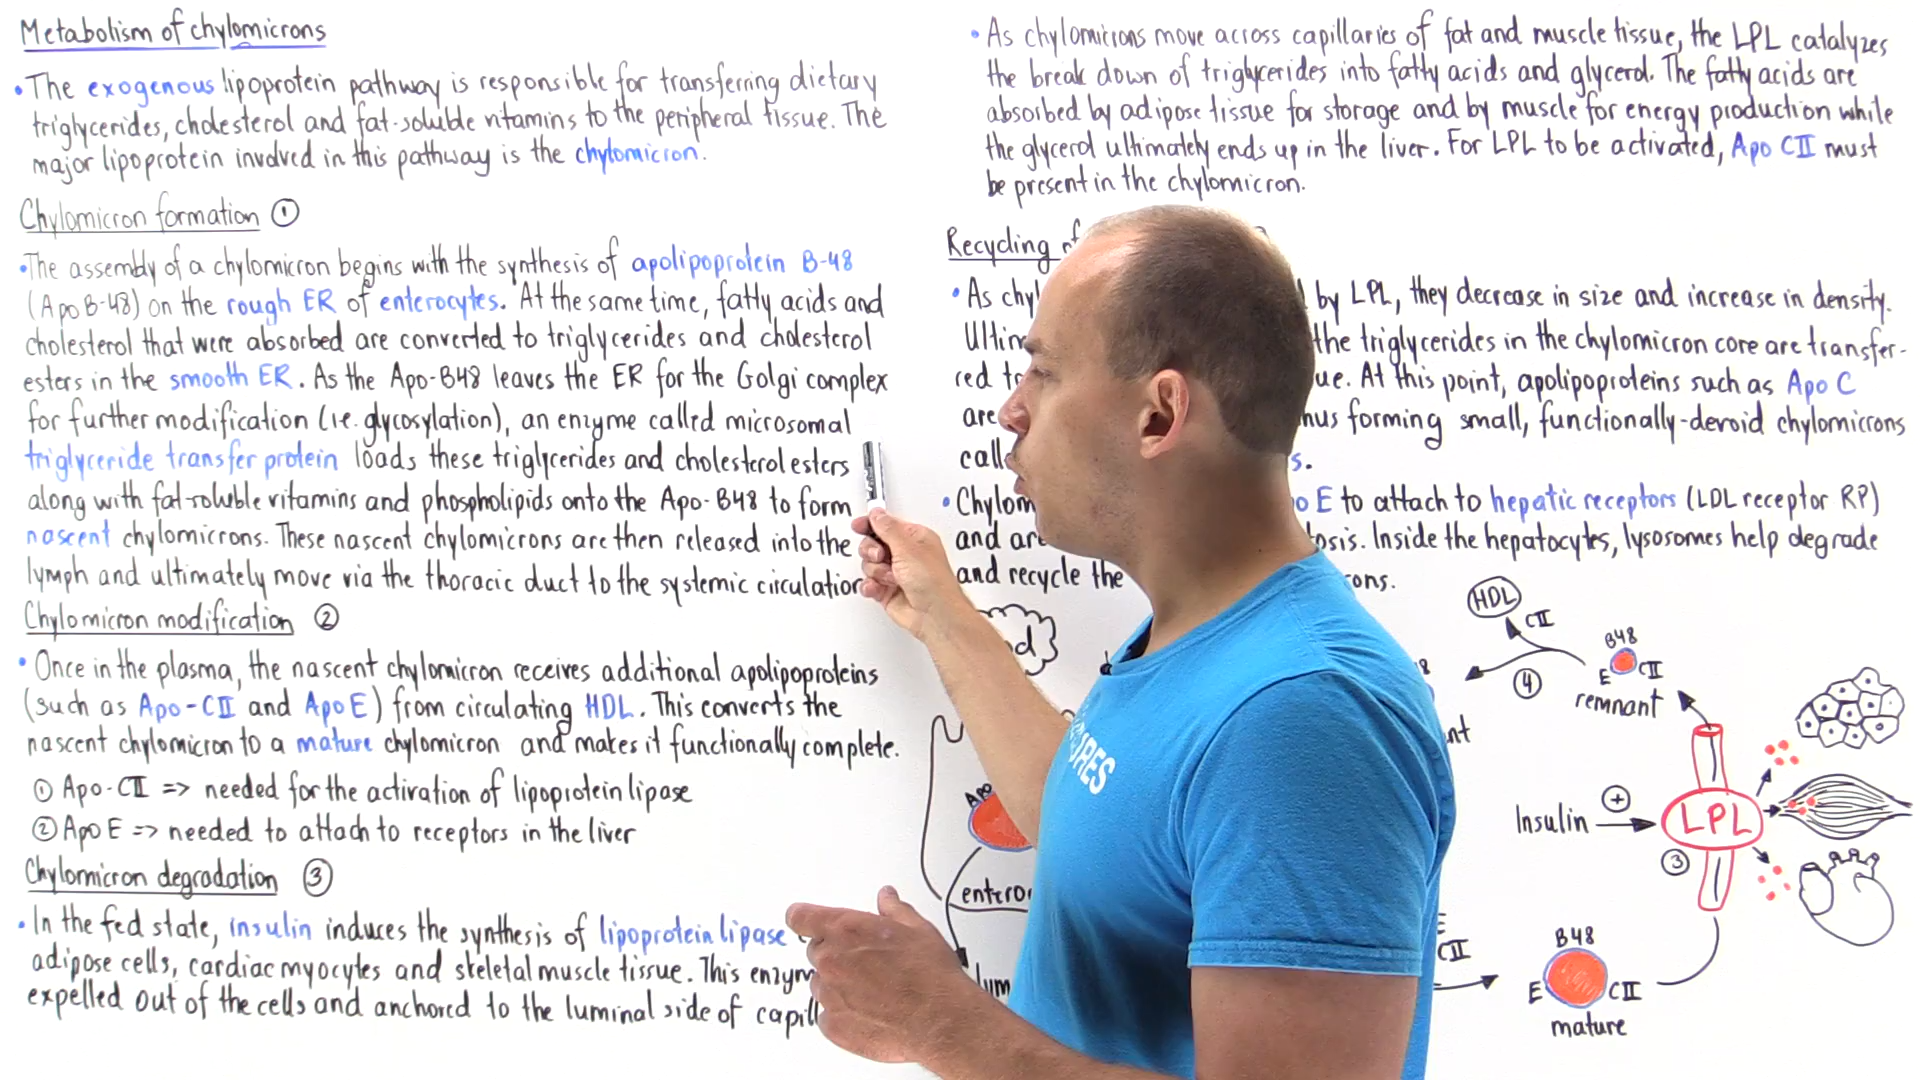 Metabolism of chylomicrons
• The exogenous lipoprotein pathway is responsible for transferring dietary
triglycerides, cholesterol and fat-soluble vitamins to the peripheral tissue. The
major lipoprotein involved in this pathway is the chylomicron.
Chylomicron formation ①
• The assembly of a chylomicron begins with the synthesis of apolipoprotein B-48
(Apo B-48) on the rough ER of enterocytes. At the same time, fatty acids and
cholesterol that were absorbed are converted to triglycerides and cholesterol
esters in the smooth ER. As the Apo-B48 leaves the ER for the Golgi complex
for further modification (i.e. glycosylation), an enzyme called microsomal
triglyceride transfer protein loads these triglycerides and cholesterol esters
along with fat-soluble vitamins and phospholipids onto the Apo-B48 to form
nascent chylomicrons. These nascent chylomicrons are then released into the
lymph and ultimately move via the thoracic duct to the systemic circulation
Chylomicron modification ②
• Once in the plasma, the nascent chylomicron receives additional apolipoproteins
(such as Apo-CII and Apo E) from circulating HDL. This converts the
nascent chylomicron to a mature chylomicron and makes it functionally complete.
① Apo-CII => needed for the activation of lipoprotein lipase
② Apo E => needed to attach to receptors in the liver
Chylomicron degradation ③
• In the fed state, insulin induces the synthesis of lipoprotein lipase
adipose cells, cardiac myocytes and skeletal muscle tissue. This enzym
expelled out of the cells and anchored to the luminal side of capill
• As chylomicrons move across capillaries of fat and muscle tissue, the LPL catalyzes
the break down of triglycerides into fatty acids and glycerol. The fatty acids are
absorbed by adipose tissue for storage and by muscle for energy production while
the glycerol ultimately ends up in the liver. For LPL to be activated, Apo CII must
be present in the chylomicron.
Recycling of
• As chyl by LPL, they decrease in size and increase in density.
Ultim the triglycerides in the chylomicron core are transfer-
red to ue. At this point, apolipoproteins such as Apo C
are hus forming small, functionally-devoid chylomicrons
call s.
• Chylom o E to attach to hepatic receptors (LDL receptor RP)
and are tosis. Inside the hepatocytes, lysosomes help degrade
and recycle the rons.
HDL
CII
B48
E CII
④
remnant
nt
Insulin
+
LPL
③
APO
enteroc
lum
E
CII
B48
E CII
mature